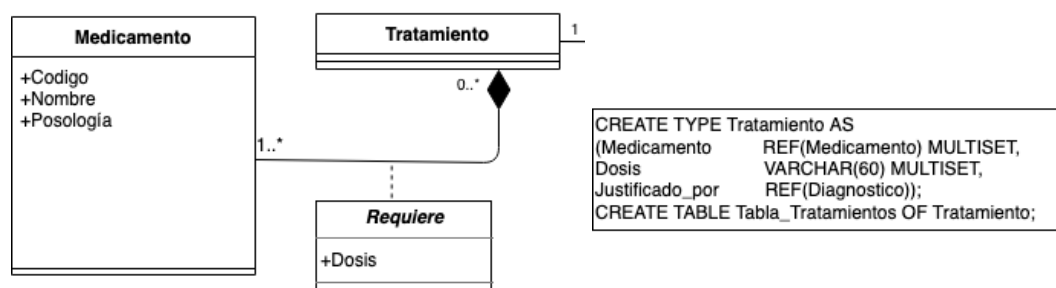 Medicamento
+Codigo
+Nombre
+Posología
Tratamiento
1
0..*
1..*
Requiere
+Dosis
CREATE TYPE Tratamiento AS
(Medicamento REF(Medicamento) MULTISET,
Dosis VARCHAR(60) MULTISET,
Justificado_por REF(Diagnostico));
CREATE TABLE Tabla_Tratamientos OF Tratamiento;